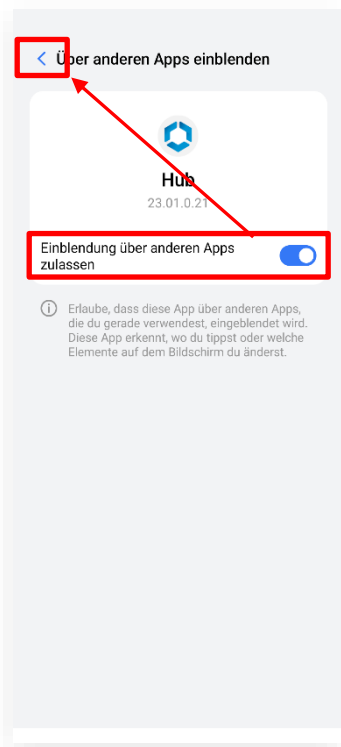 Über anderen Apps einblenden
Hub
23.01.0.21
Einblendung über anderen Apps
zulassen
Erlaube, dass diese App über anderen Apps,
die du gerade verwendest, eingeblendet wird.
Diese App erkennt, wo du tippst oder welche
Elemente auf dem Bildschirm du änderst.